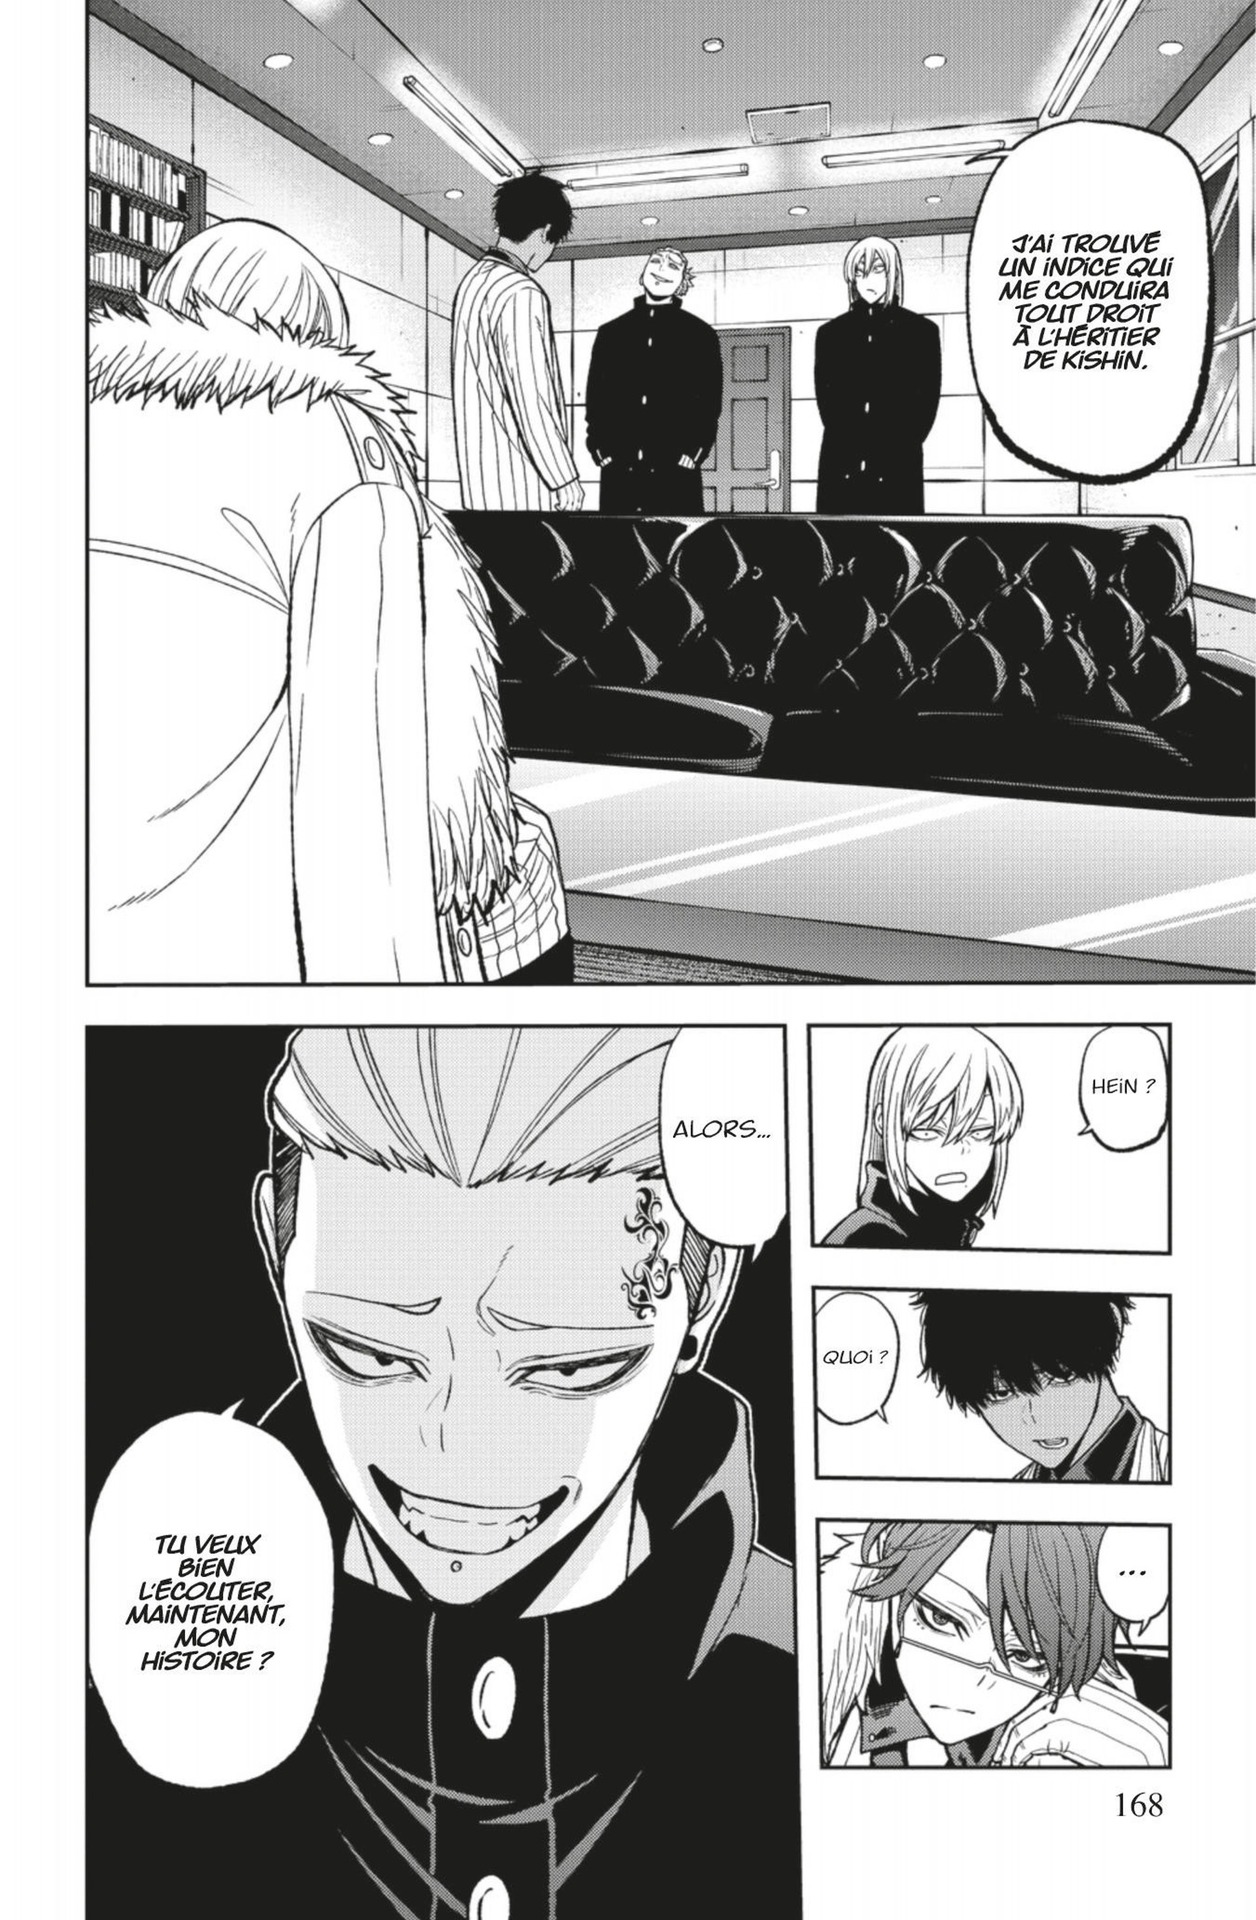 J'AI TROUVÉ
UN INDICE QUI
ME CONDUIRA
TOUT DROIT
À L'HÉRITIER
DE KISHIN.
HEIN ?
QUOI ?
...
ALORS...
TU VEUX
BIEN
L'ÉCOUTER,
MAINTENANT,
MON
HISTOIRE ?
168